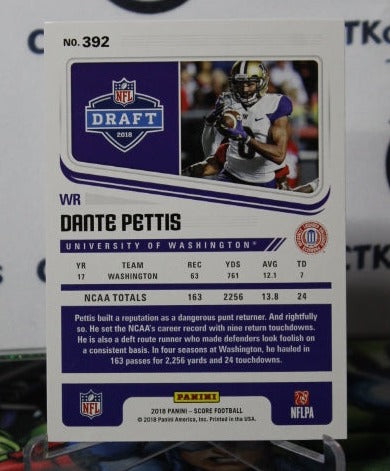 NO. 392
NFL
DRAFT
2018
WR
DANTE PETTIS
UNIVERSITY OF WASHINGTON®
YR TEAM REC YDS AVG TD
17 WASHINGTON 63 761 12.1 7
NCAA TOTALS 163 2256 13.8 24
Pettis built a reputation as a dangerous punt returner. And rightfully
so. He set the NCAA's career record with nine return touchdowns.
He is also a deft route runner who made defenders look foolish on
a consistent basis. In four seasons at Washington, he hauled in
163 passes for 2,256 yards and 24 touchdowns.
NFL
PANINI
2018 PANINI – SCORE FOOTBALL
© 2018 Panini America, Inc. Printed in the USA.
NFLPA